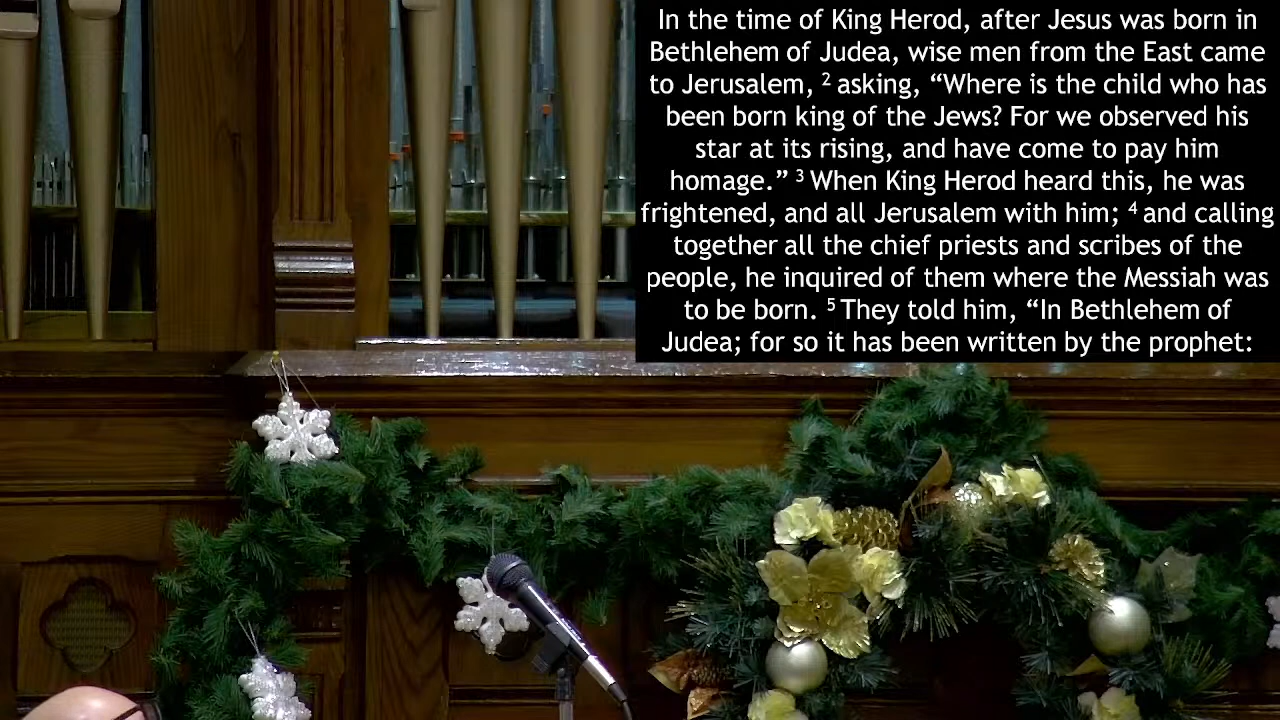 In the time of King Herod, after Jesus was born in
Bethlehem of Judea, wise men from the East came
to Jerusalem, ² asking, “Where is the child who has
been born king of the Jews? For we observed his
star at its rising, and have come to pay him
homage.” ³ When King Herod heard this, he was
frightened, and all Jerusalem with him; ⁴ and calling
together all the chief priests and scribes of the
people, he inquired of them where the Messiah was
to be born. ⁵ They told him, “In Bethlehem of
Judea; for so it has been written by the prophet: